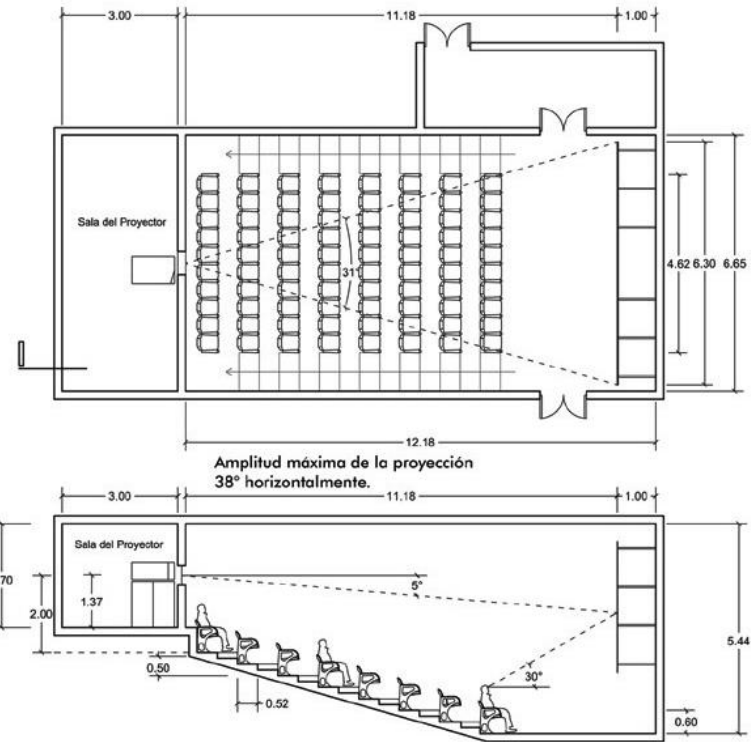 3.00 11.18 1.00
Sala del Proyector
31°
4.62 6.30 6.65
12.18
Amplitud máxima de la proyección
38° horizontalmente.
3.00 11.18 1.00
Sala del Proyector
70
2.00
1.37
5°
5.44
0.50
30°
0.52
0.60